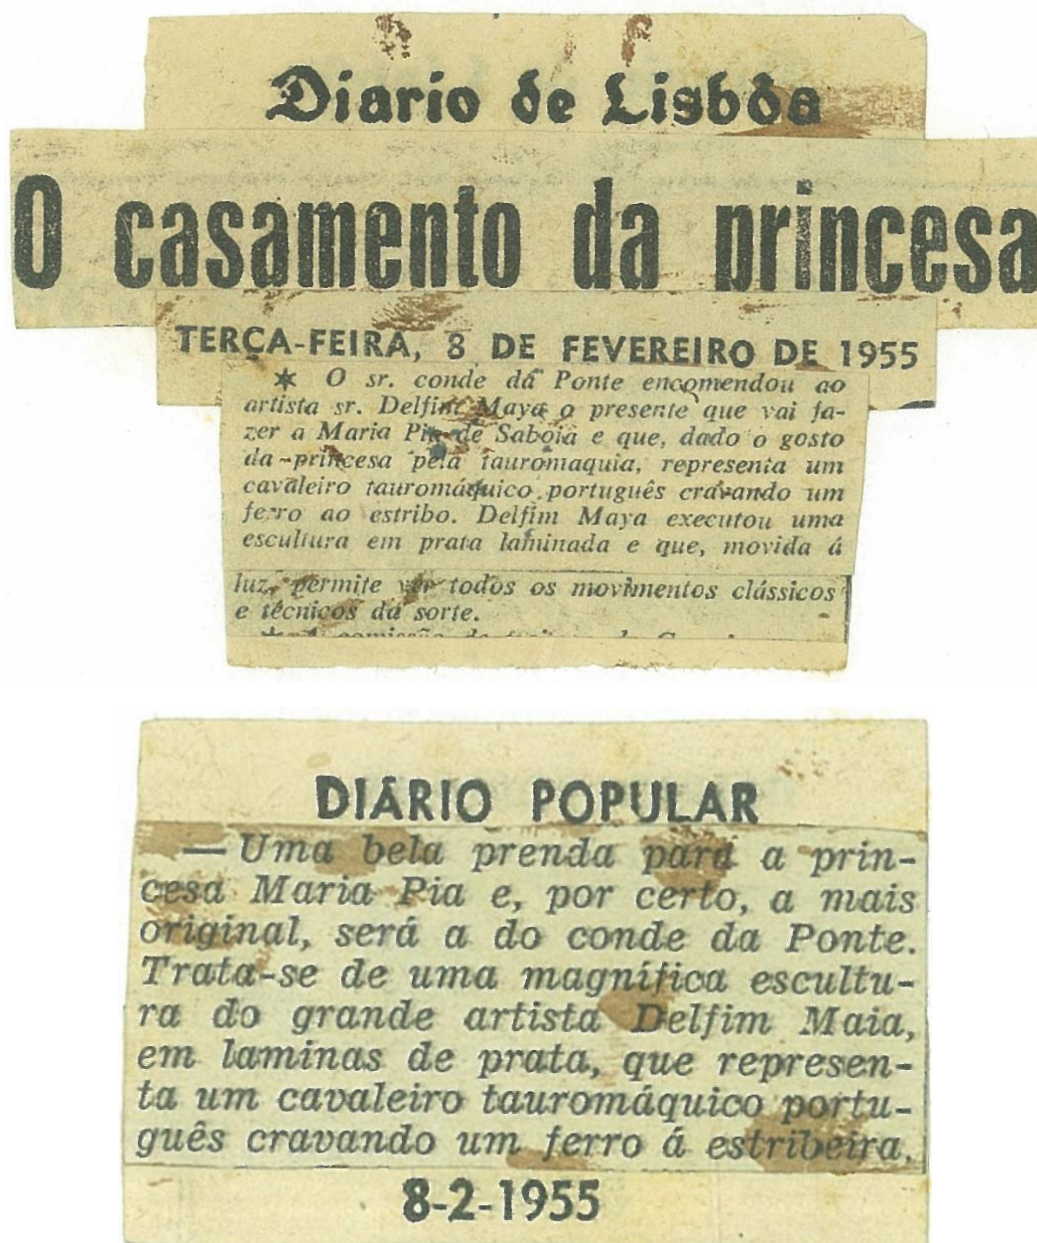 Diario de Lisbôa
O casamento da princesa
TERÇA-FEIRA, 8 DE FEVEREIRO DE 1955
* O sr. conde da Ponte encomendou ao
artista sr. Delfim Maya o presente que vai fa-
zer a Maria Pia de Saboia e que, dado o gosto
da princesa pela tauromaquia, representa um
cavaleiro tauromáquico português cravando um
ferro ao estribo. Delfim Maya executou uma
escultura em prata laminada e que, movida á
luz, permite ver todos os movimentos clássicos
e técnicos da sorte.
DIÁRIO POPULAR
— Uma bela prenda para a prin-
cesa Maria Pia e, por certo, a mais
original, será a do conde da Ponte.
Trata-se de uma magnífica escultu-
ra do grande artista Delfim Maia,
em laminas de prata, que represen-
ta um cavaleiro tauromáquico portu-
guês cravando um ferro á estribeira.
8-2-1955